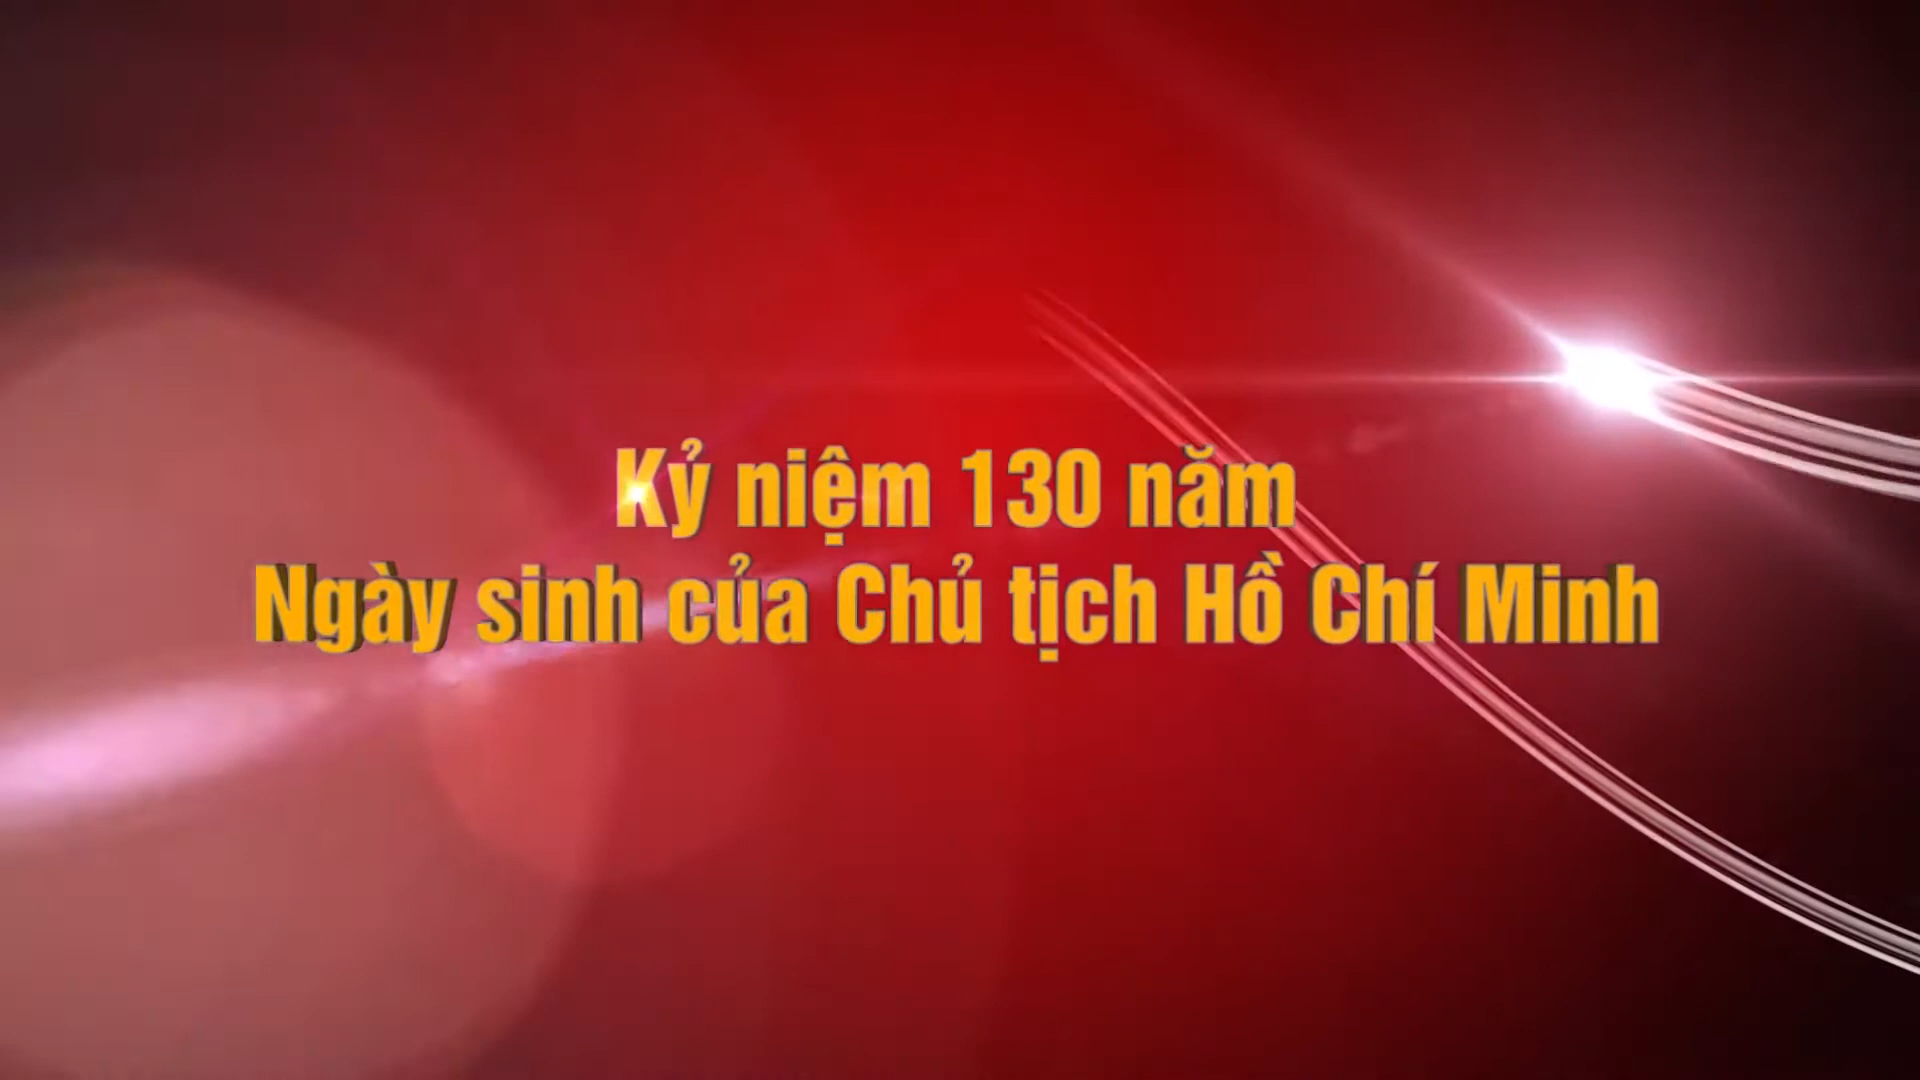 Kỷ niệm 130 năm
Ngày sinh của Chủ tịch Hồ Chí Minh